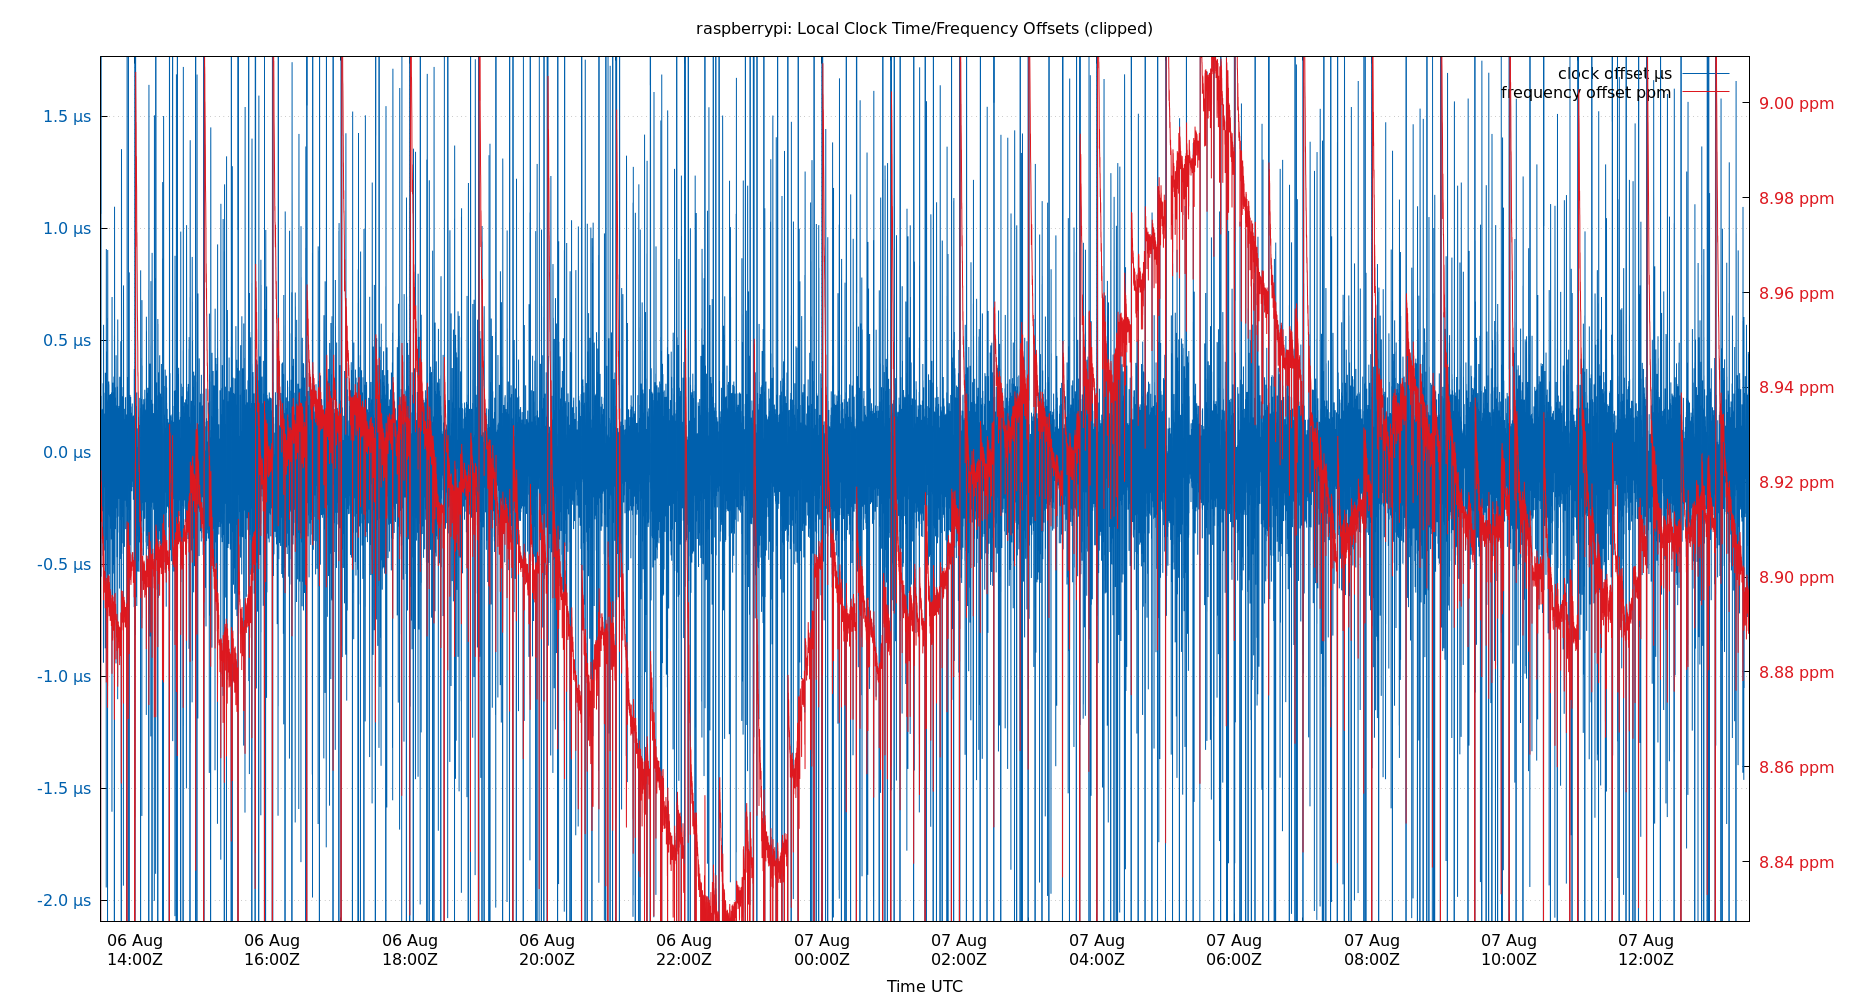 raspberrypi: Local Clock Time/Frequency Offsets (clipped)
clock offset µs
frequency offset ppm
1.5 µs
1.0 µs
0.5 µs
0.0 µs
-0.5 µs
-1.0 µs
-1.5 µs
-2.0 µs
9.00 ppm
8.98 ppm
8.96 ppm
8.94 ppm
8.92 ppm
8.90 ppm
8.88 ppm
8.86 ppm
8.84 ppm
06 Aug 06 Aug 06 Aug 06 Aug 06 Aug 07 Aug 07 Aug 07 Aug 07 Aug 07 Aug 07 Aug 07 Aug
14:00Z 16:00Z 18:00Z 20:00Z 22:00Z 00:00Z 02:00Z 04:00Z 06:00Z 08:00Z 10:00Z 12:00Z
Time UTC